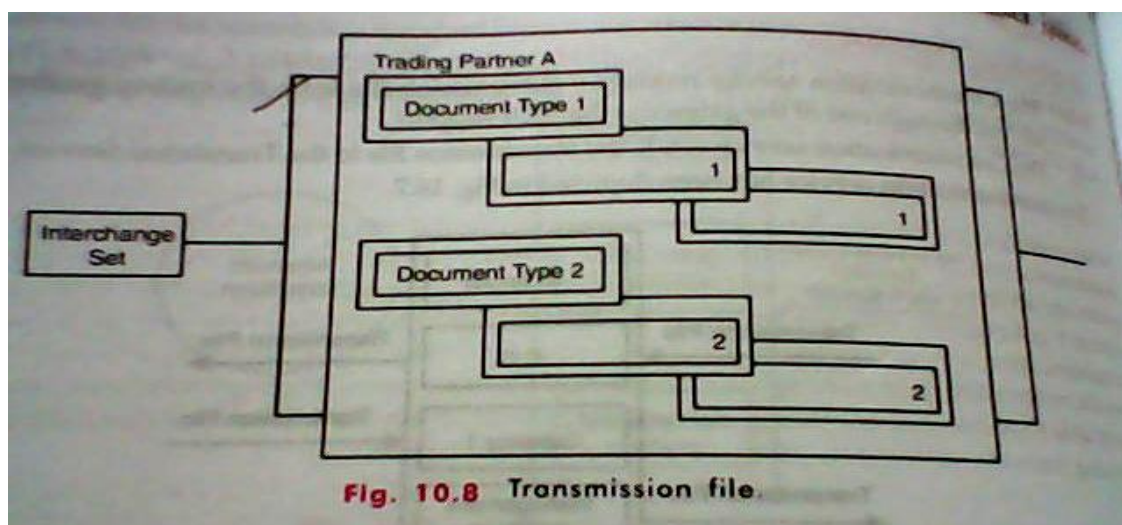 Trading Partner A
Document Type 1
1
1
Interchange
Set
Document Type 2
2
2
Fig. 10.8 Transmission file.